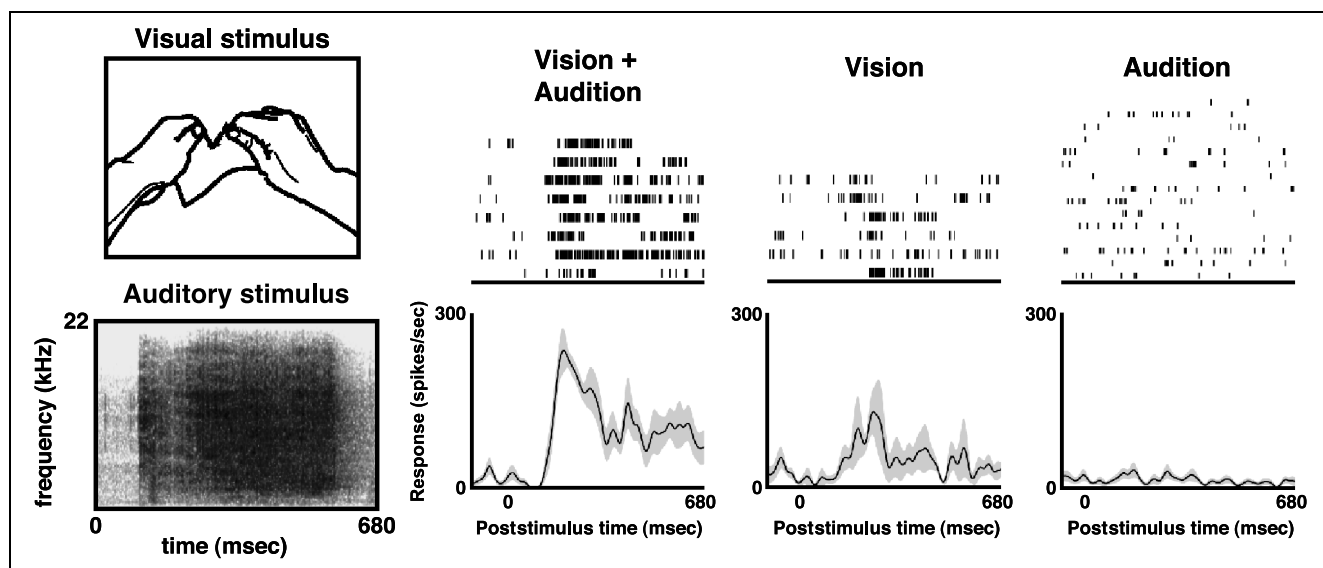 Visual stimulus
Auditory stimulus
22
frequency (kHz)
0
680
time (msec)
Vision +
Audition
Response (spikes/sec)
300
0
0
680
Poststimulus time (msec)
Vision
300
0
0
680
Poststimulus time (msec)
Audition
300
0
0
680
Poststimulus time (msec)